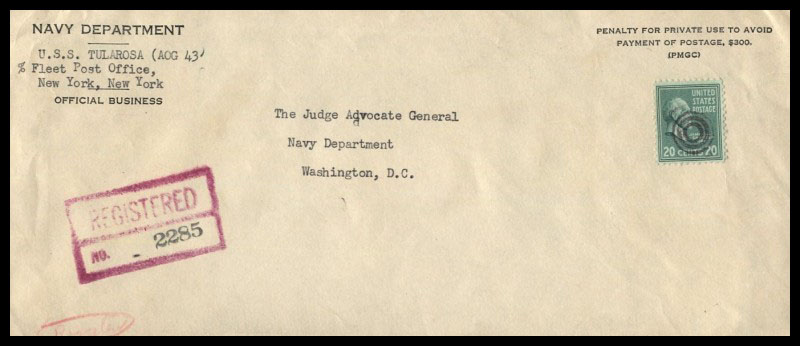 NAVY DEPARTMENT
U.S.S. TULAROSA (AOG 43)
% Fleet Post Office,
New York, New York
OFFICIAL BUSINESS
PENALTY FOR PRIVATE USE TO AVOID
PAYMENT OF POSTAGE, $300.
(PMGC)
UNITED
STATES
POSTAGE
20 CENTS 20
The Judge Advocate General
Navy Department
Washington, D.C.
REGISTERED
NO. - 2285